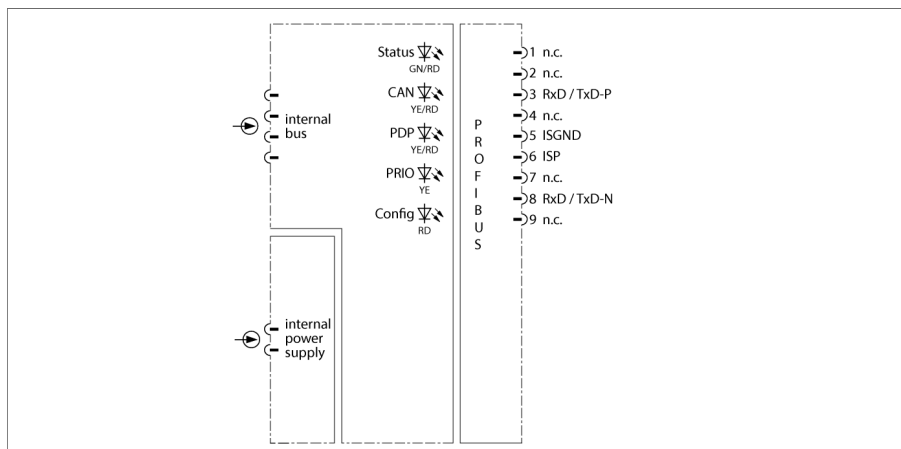 Status
GN/RD
CAN
YE/RD
PDP
YE/RD
PRIO
YE
Config
RD
internal
bus
internal
power
supply
PROFIBUS
1 n.c.
2 n.c.
3 RxD / TxD-P
4 n.c.
5 ISGND
6 ISP
7 n.c.
8 RxD / TxD-N
9 n.c.